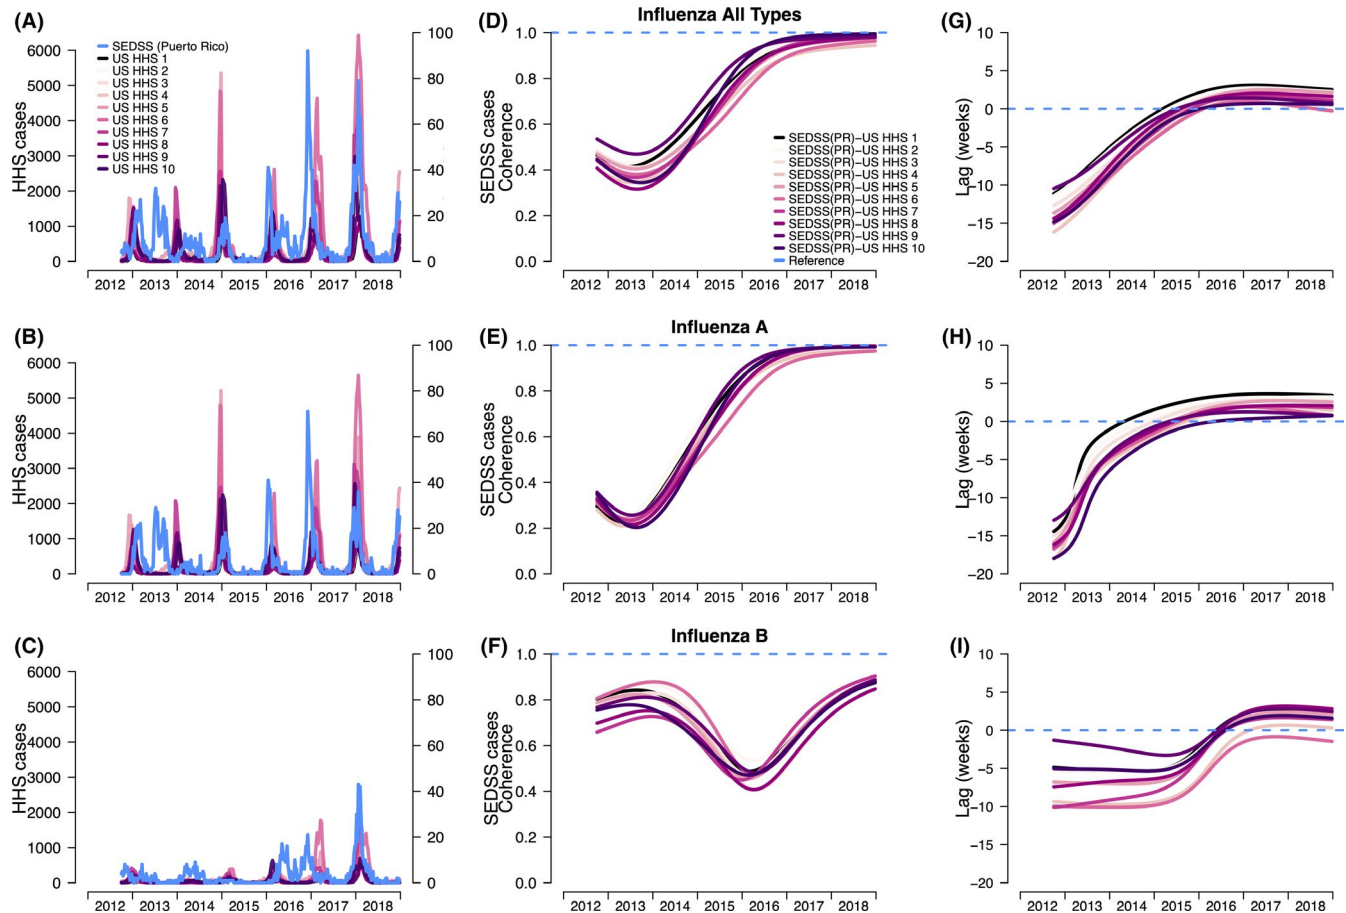 Influenza All Types
(A)
(D)
(G)
6000
5000
4000
3000
2000
1000
0
HHS cases
SEDSS (Puerto Rico)
US HHS 1
US HHS 2
US HHS 3
US HHS 4
US HHS 5
US HHS 6
US HHS 7
US HHS 8
US HHS 9
US HHS 10
100
80
60
40
20
0
SEDSS cases
Coherence
1.0
0.8
0.6
0.4
0.2
0.0
SEDSS(PR)−US HHS 1
SEDSS(PR)−US HHS 2
SEDSS(PR)−US HHS 3
SEDSS(PR)−US HHS 4
SEDSS(PR)−US HHS 5
SEDSS(PR)−US HHS 6
SEDSS(PR)−US HHS 7
SEDSS(PR)−US HHS 8
SEDSS(PR)−US HHS 9
SEDSS(PR)−US HHS 10
Reference
Lag (weeks)
10
5
0
−5
−10
−15
−20
2012 2013 2014 2015 2016 2017 2018
2012 2013 2014 2015 2016 2017 2018
2012 2013 2014 2015 2016 2017 2018
Influenza A
(B)
(E)
(H)
6000
5000
4000
3000
2000
1000
0
HHS cases
100
80
60
40
20
0
SEDSS cases
Coherence
1.0
0.8
0.6
0.4
0.2
0.0
Lag (weeks)
10
5
0
−5
−10
−15
−20
2012 2013 2014 2015 2016 2017 2018
2012 2013 2014 2015 2016 2017 2018
2012 2013 2014 2015 2016 2017 2018
Influenza B
(C)
(F)
(I)
6000
5000
4000
3000
2000
1000
0
HHS cases
100
80
60
40
20
0
SEDSS cases
Coherence
1.0
0.8
0.6
0.4
0.2
0.0
Lag (weeks)
10
5
0
−5
−10
−15
−20
2012 2013 2014 2015 2016 2017 2018
2012 2013 2014 2015 2016 2017 2018
2012 2013 2014 2015 2016 2017 2018